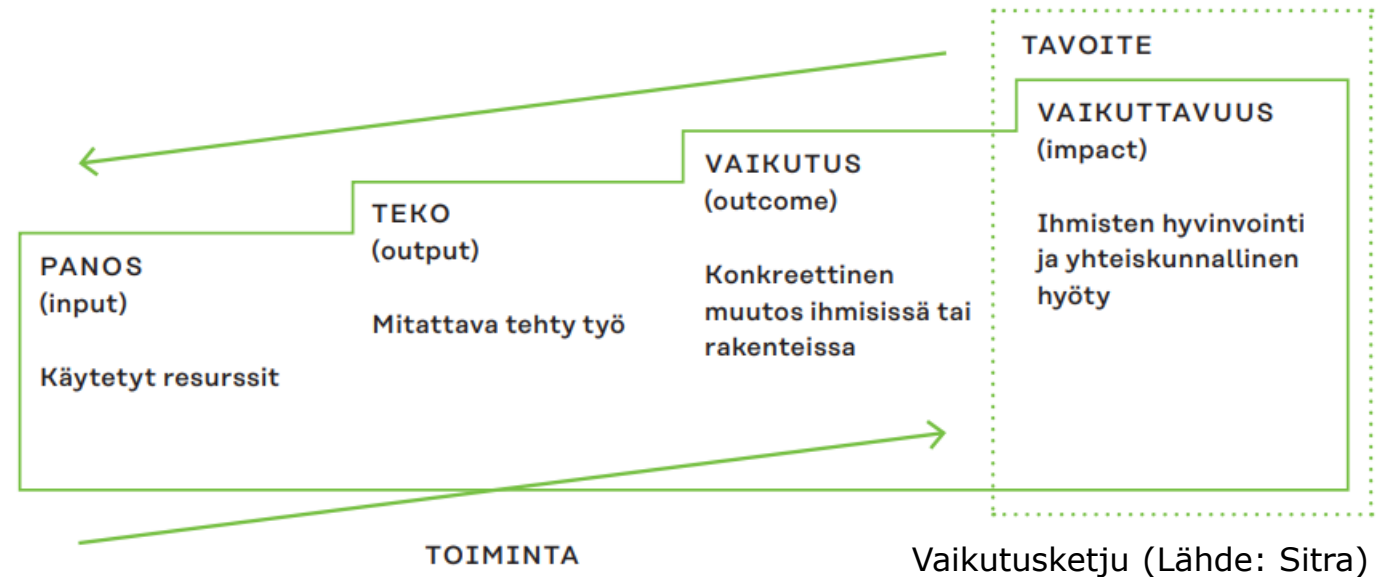 TAVOITE
PANOS
(input)
Käytetyt resurssit
TEKO
(output)
Mitattava tehty työ
VAIKUTUS
(outcome)
Konkreettinen
muutos ihmisissä tai
rakenteissa
VAIKUTTAVUUS
(impact)
Ihmisten hyvinvointi
ja yhteiskunnallinen
hyöty
TOIMINTA
Vaikutusketju (Lähde: Sitra)